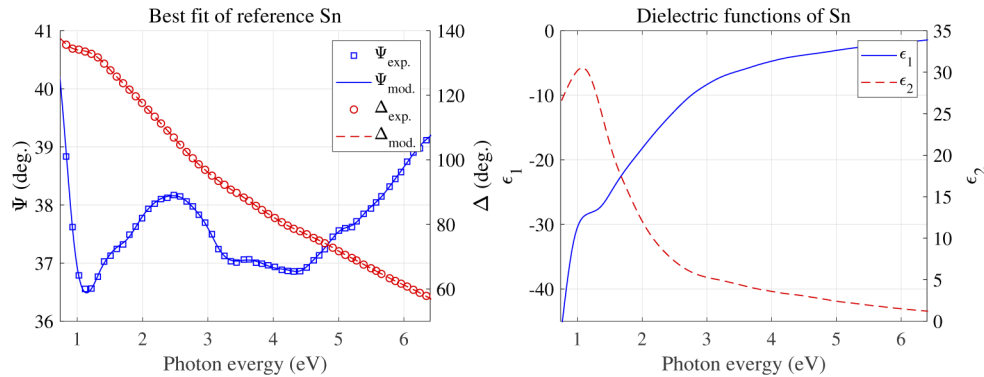 Best fit of reference Sn
41
40
39
38
37
36
Ψ (deg.)
1
2
3
4
5
6
Photon evergy (eV)
140
120
100
80
60
Δ (deg.)
Ψexp.
Ψmod.
Δexp.
Δmod.
Dielectric functions of Sn
0
-10
-20
-30
-40
ϵ1
1
2
3
4
5
6
Photon evergy (eV)
35
30
25
20
15
10
5
0
ϵ2
ϵ1
ϵ2